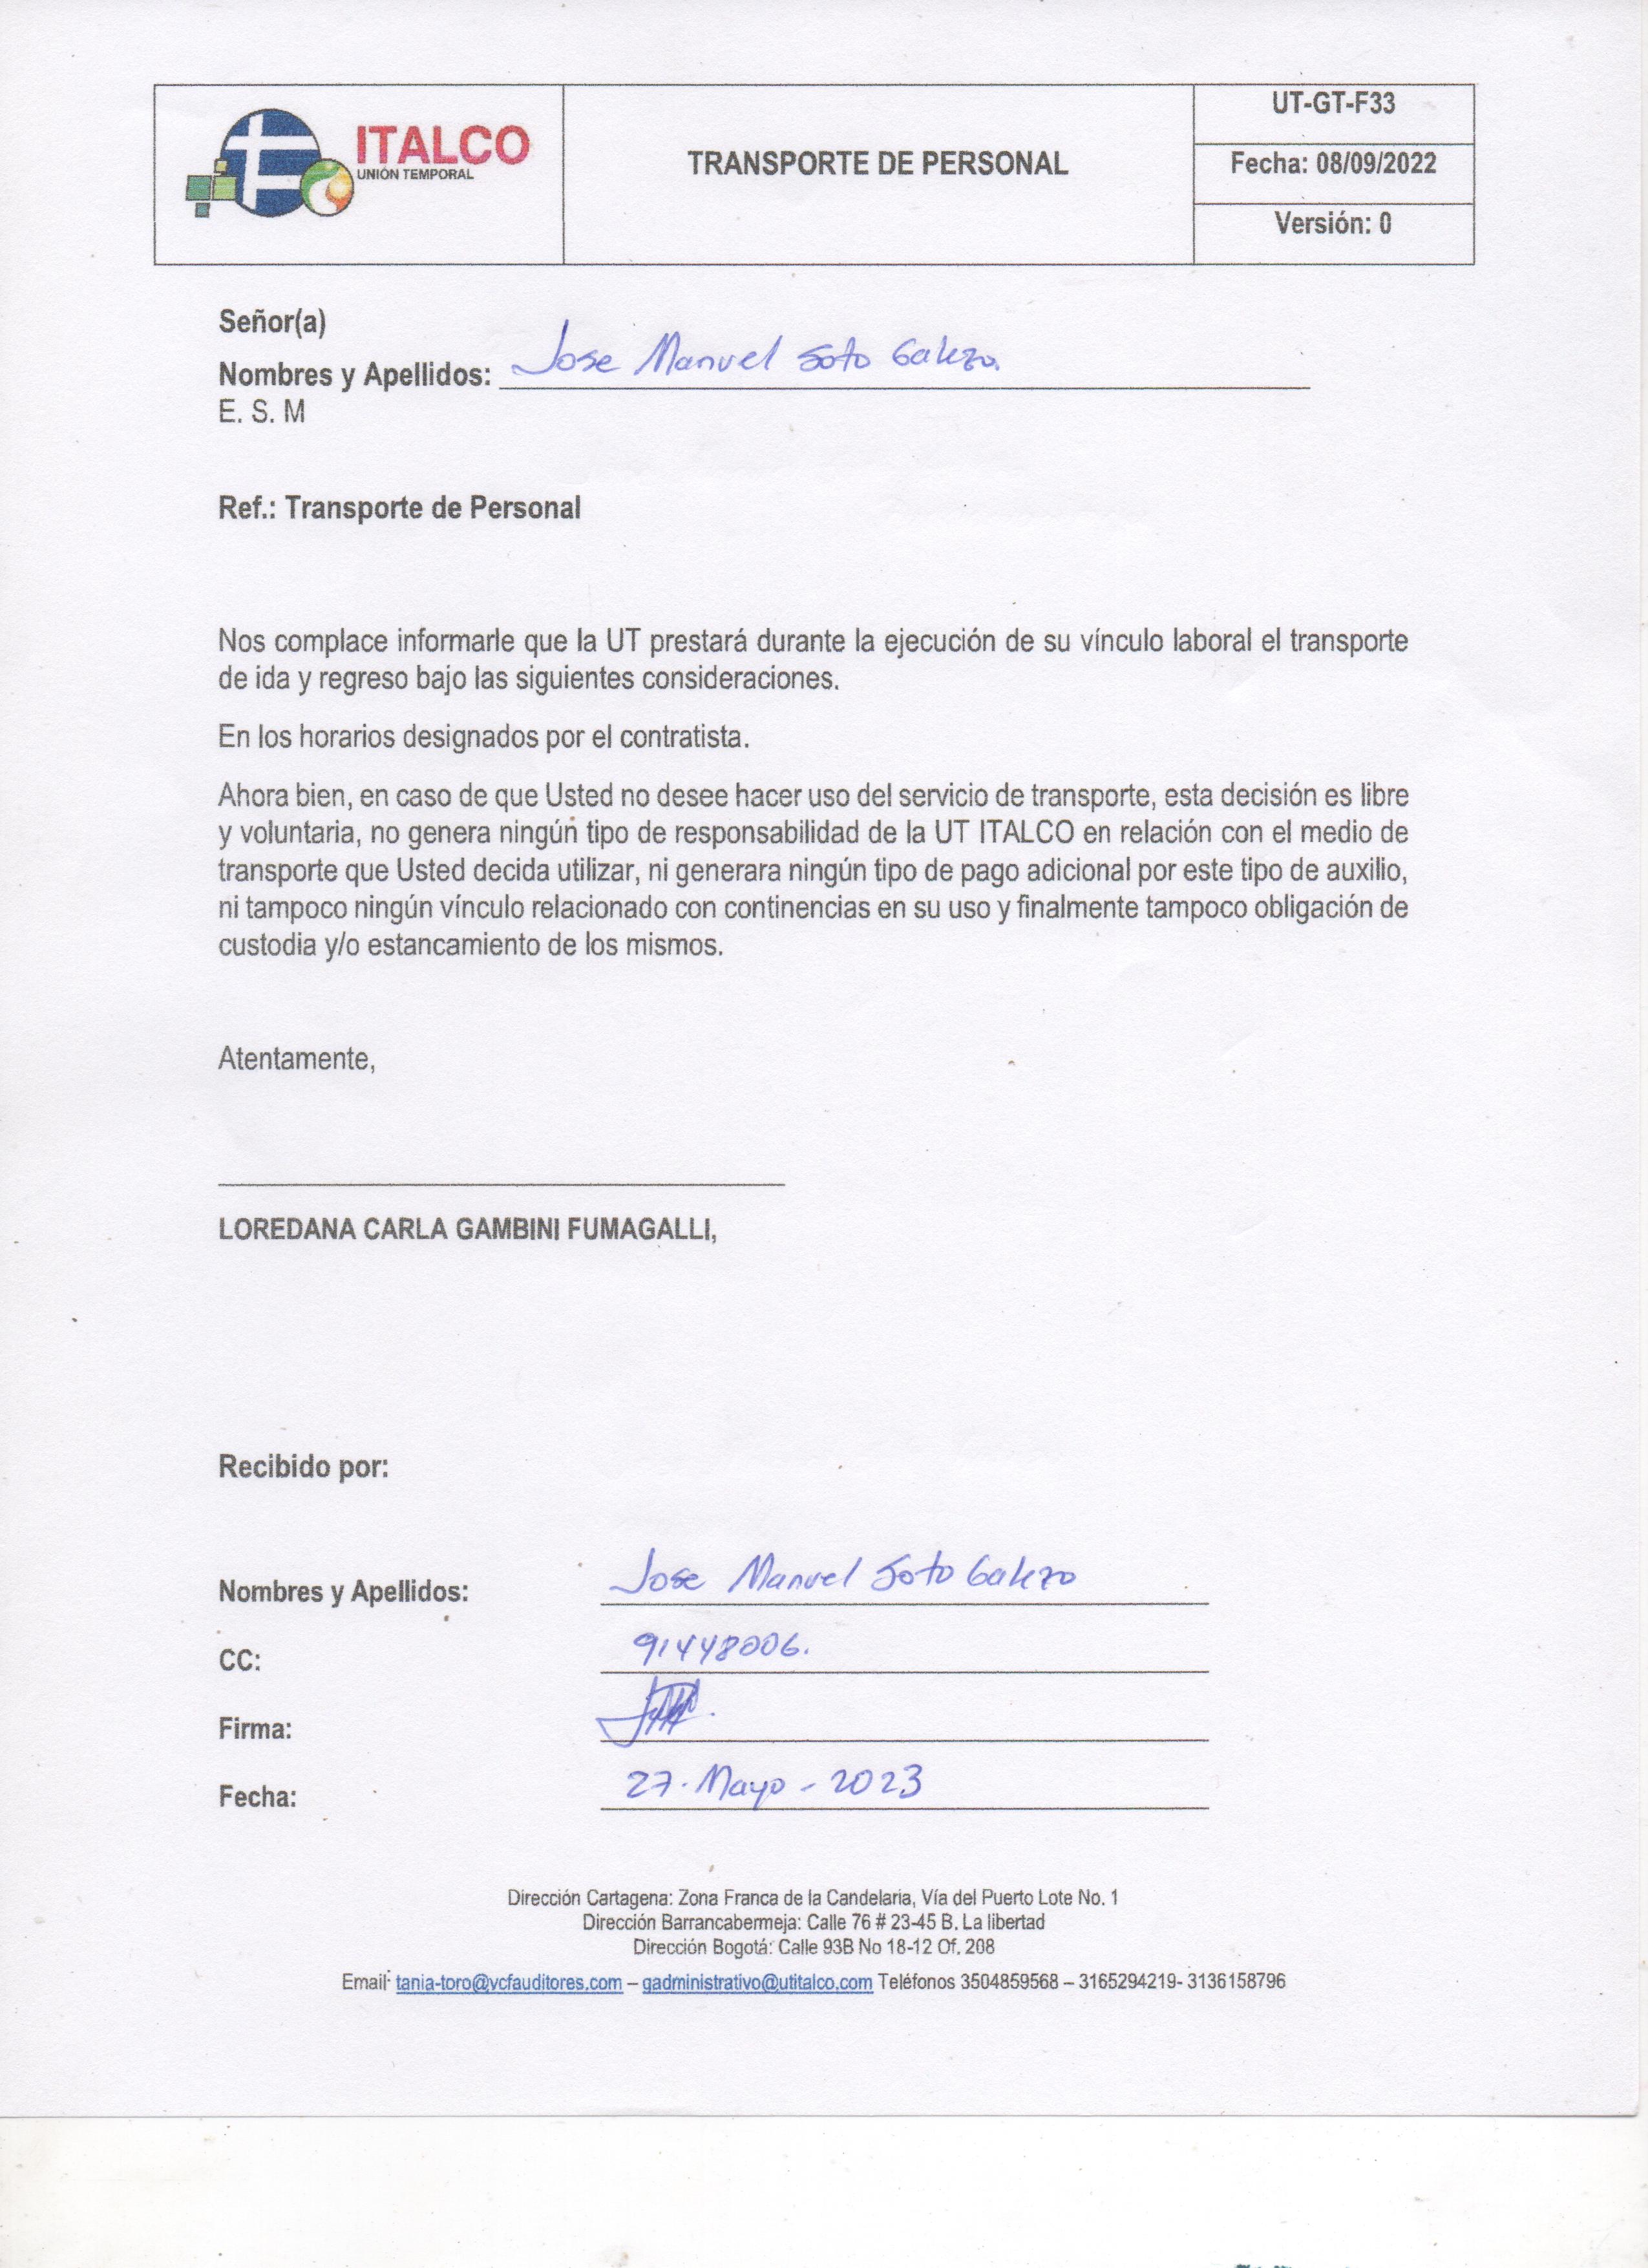 ITALCO
UNIÓN TEMPORAL
TRANSPORTE DE PERSONAL
UT-GT-F33
Fecha: 08/09/2022
Versión: 0
Señor(a)
Nombres y Apellidos: Jose Manuel Soto Galezo.
E. S. M
Ref.: Transporte de Personal
Nos complace informarle que la UT prestará durante la ejecución de su vínculo laboral el transporte
de ida y regreso bajo las siguientes consideraciones.
En los horarios designados por el contratista.
Ahora bien, en caso de que Usted no desee hacer uso del servicio de transporte, esta decisión es libre
y voluntaria, no genera ningún tipo de responsabilidad de la UT ITALCO en relación con el medio de
transporte que Usted decida utilizar, ni generara ningún tipo de pago adicional por este tipo de auxilio,
ni tampoco ningún vínculo relacionado con continencias en su uso y finalmente tampoco obligación de
custodia y/o estancamiento de los mismos.
Atentamente,
LOREDANA CARLA GAMBINI FUMAGALLI,
Recibido por:
Nombres y Apellidos: Jose Manuel Soto Galezo
CC: 91448006.
Firma:
Fecha: 27-Mayo-2023
Dirección Cartagena: Zona Franca de la Candelaria, Vía del Puerto Lote No. 1
Dirección Barrancabermeja: Calle 76 # 23-45 B. La libertad
Dirección Bogotá: Calle 93B No 18-12 Of. 208
Email: tania-toro@vcfauditores.com – gadministrativo@utitalco.com Teléfonos 3504859568 – 3165294219- 3136158796